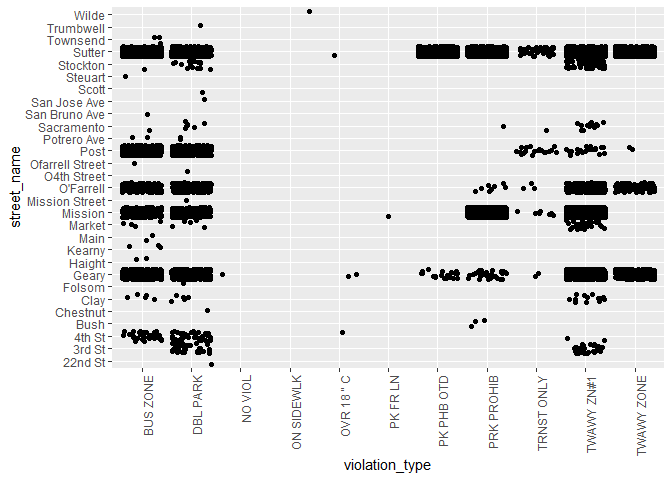 Wilde
Trumbwell
Townsend
Sutter
Stockton
Steuart
Scott
San Jose Ave
San Bruno Ave
Sacramento
Potrero Ave
Post
Ofarrell Street
O4th Street
O'Farrell
Mission Street
Mission
Market
Main
Kearny
Haight
Geary
Folsom
Clay
Chestnut
Bush
4th St
3rd St
22nd St
street_name
BUS ZONE
DBL PARK
NO VIOL
ON SIDEWLK
OVR 18 " C
PK FR LN
PK PHB OTD
PRK PROHIB
TRNST ONLY
TWAWY ZN#1
TWAWY ZONE
violation_type